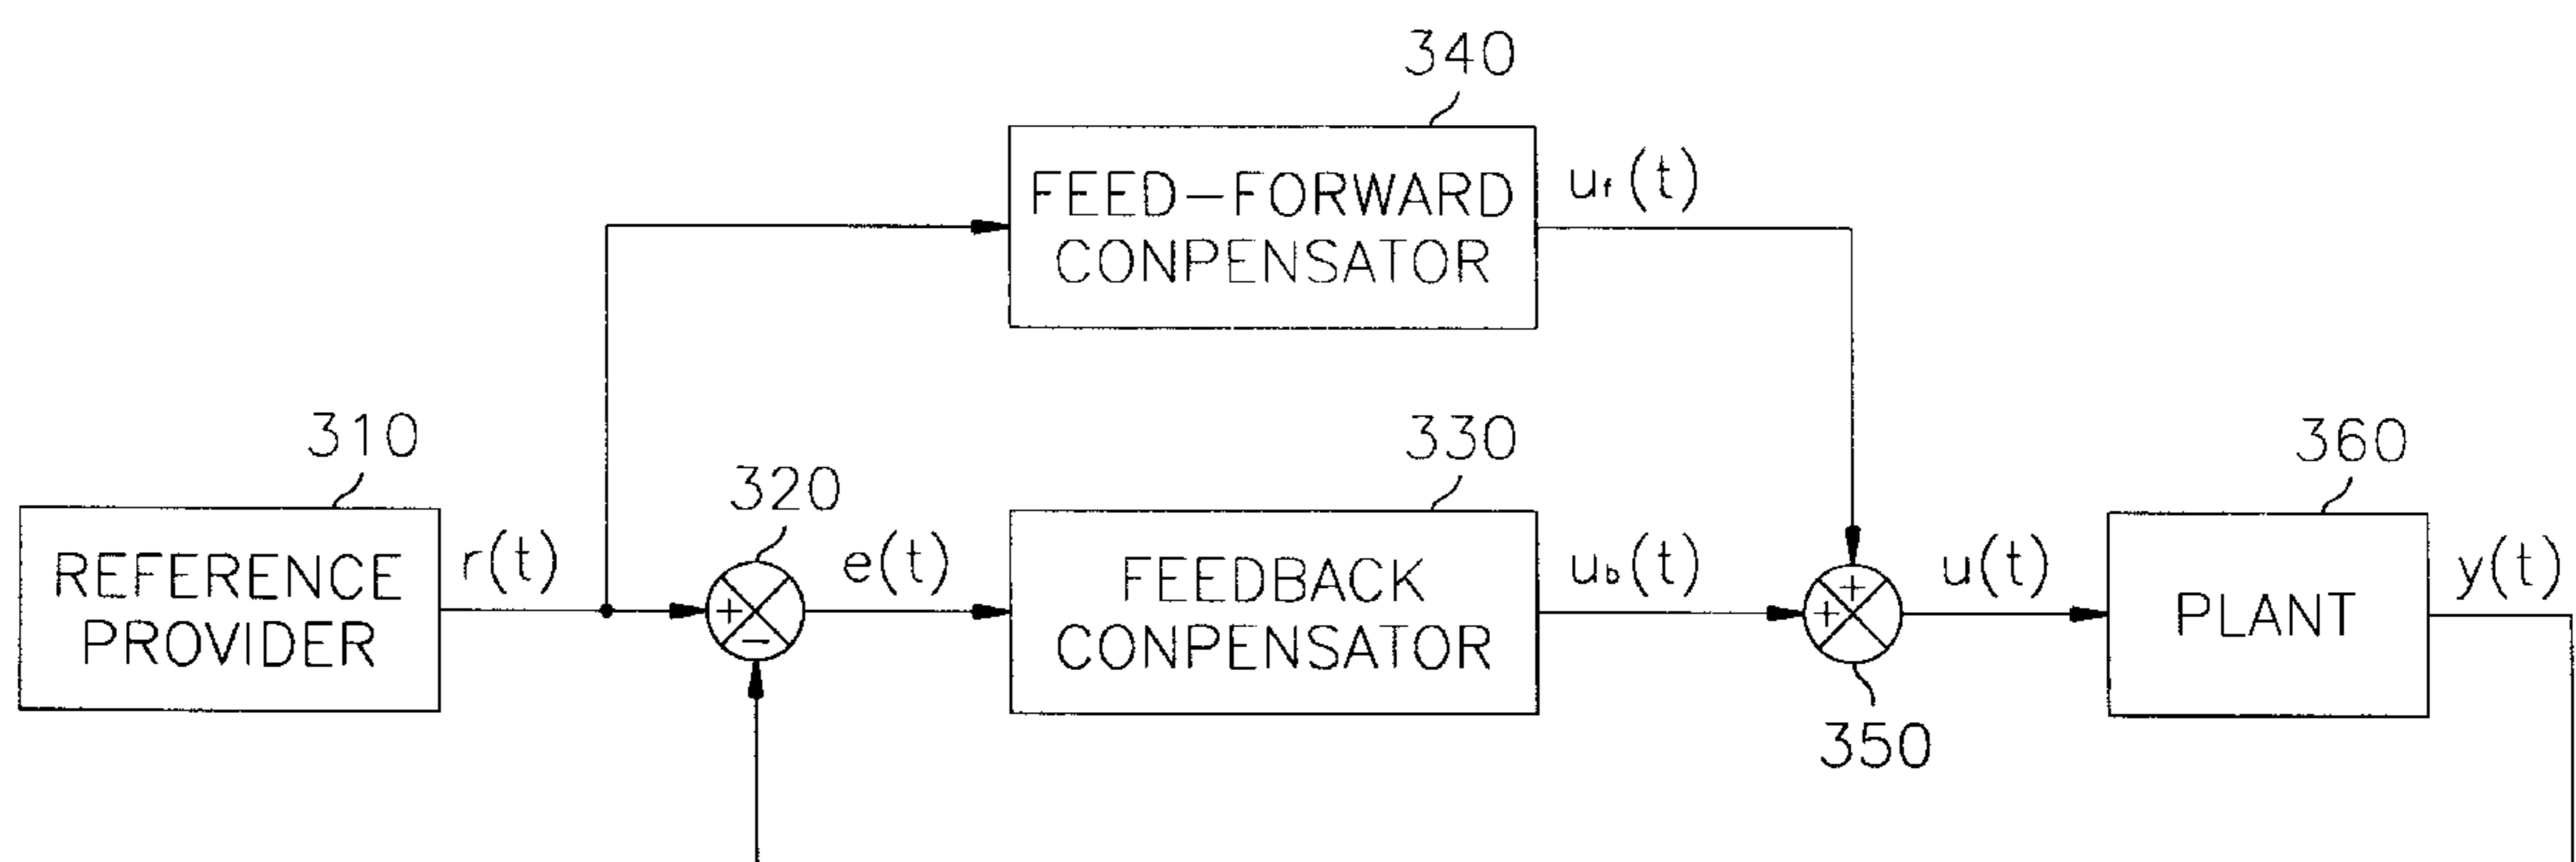 340
FEED-FORWARD
CONPENSATOR
uf(t)
310
REFERENCE
PROVIDER
r(t)
320
+
-
e(t)
330
FEEDBACK
CONPENSATOR
ub(t)
+
+
350
u(t)
360
PLANT
y(t)